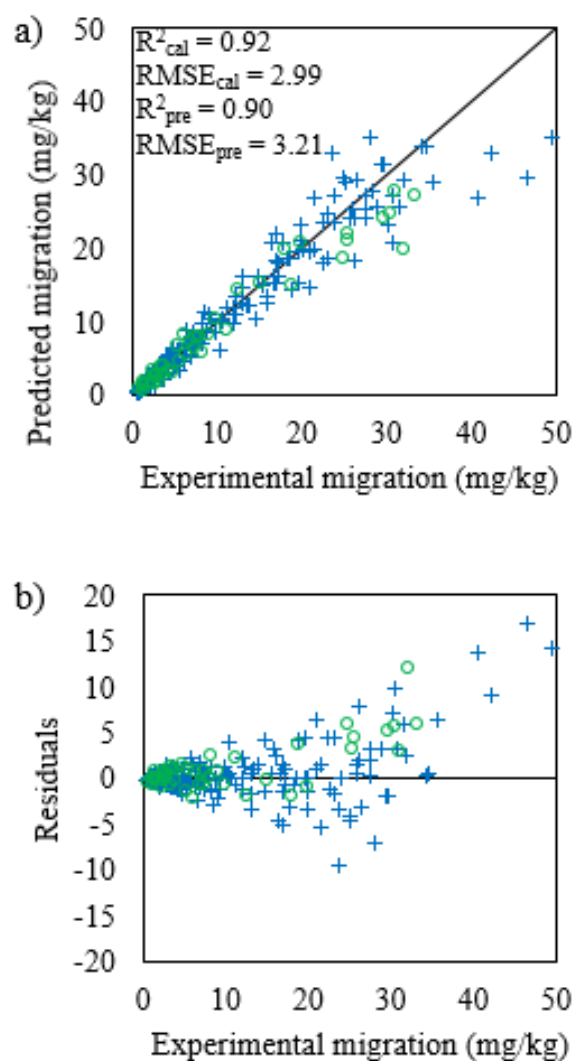 a)
R²cal = 0.92
RMSEcal = 2.99
R²pre = 0.90
RMSEpre = 3.21
Predicted migration (mg/kg)
50
40
30
20
10
0
0 10 20 30 40 50
Experimental migration (mg/kg)
b)
Residuals
20
15
10
5
0
-5
-10
-15
-20
0 10 20 30 40 50
Experimental migration (mg/kg)